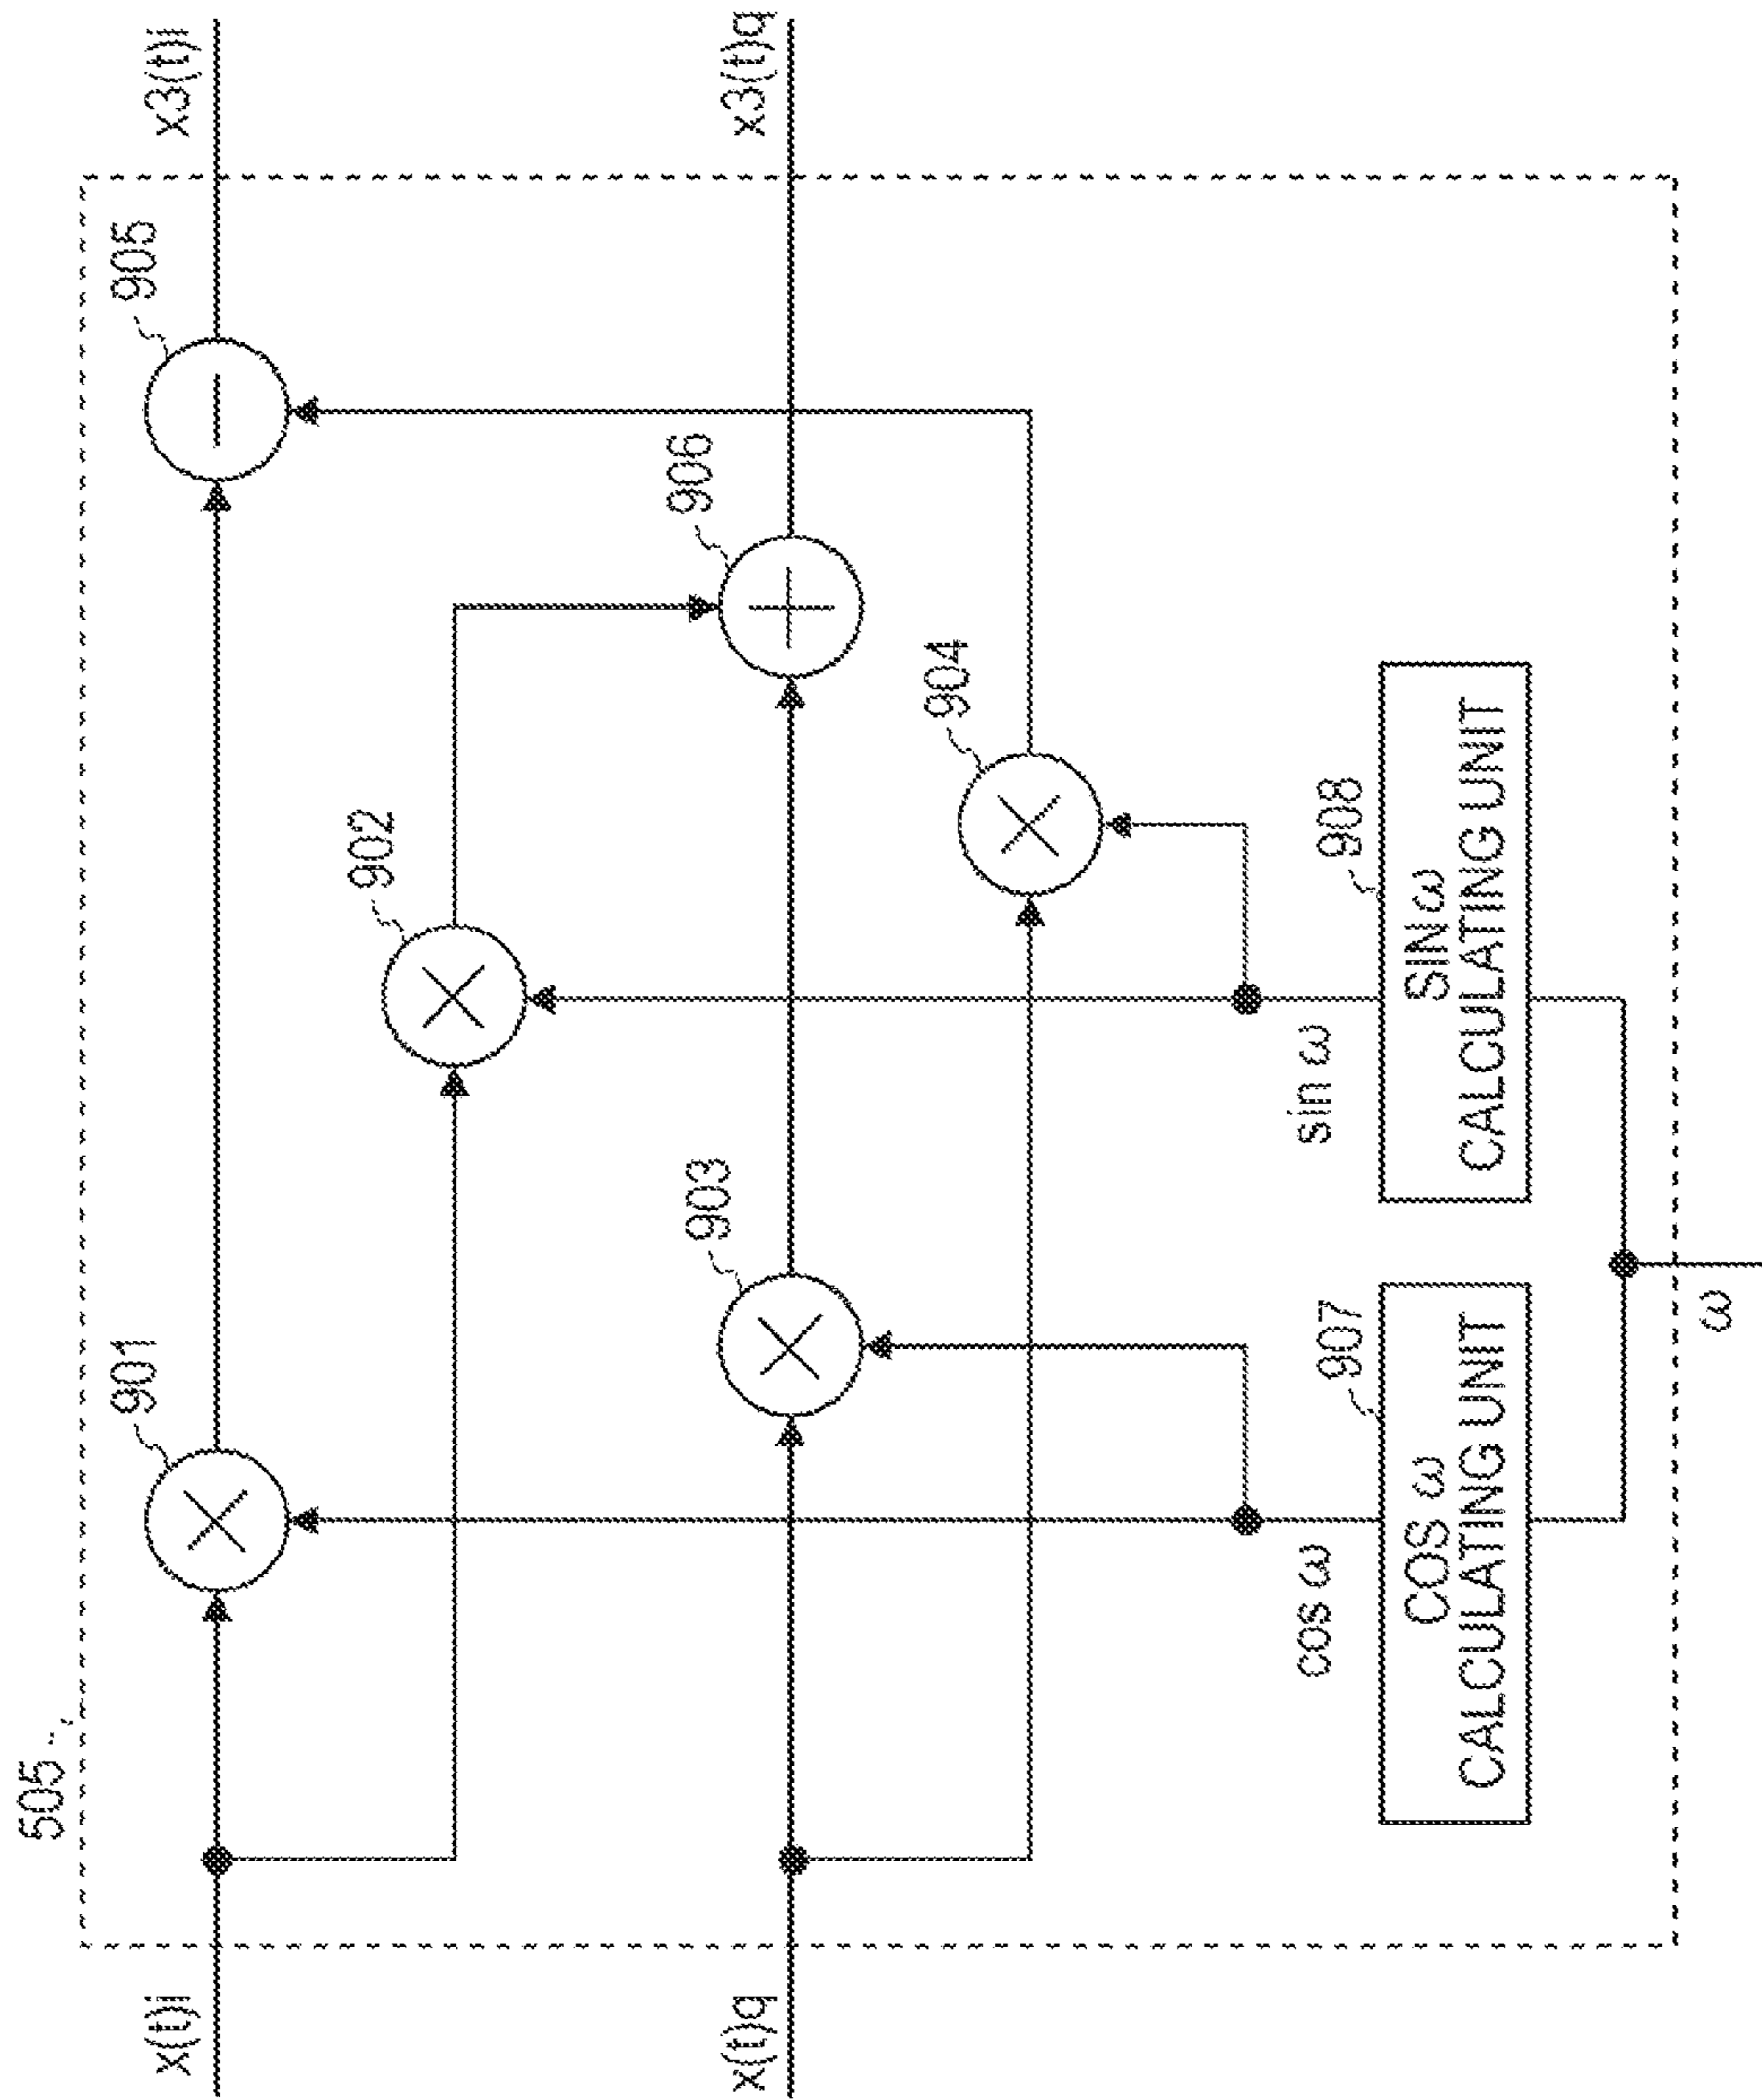 505
x(t)i
x(t)q
901
902
903
904
905
906
x3(t)i
x3(t)q
cos ω
sin ω
907
COS ω
CALCULATING UNIT
908
SIN ω
CALCULATING UNIT
ω